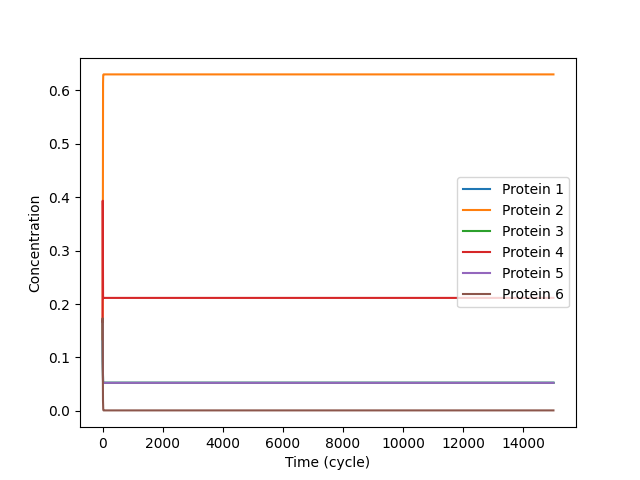 0.6
0.5
0.4
0.3
0.2
0.1
0.0
Concentration
Protein 1
Protein 2
Protein 3
Protein 4
Protein 5
Protein 6
0 2000 4000 6000 8000 10000 12000 14000
Time (cycle)